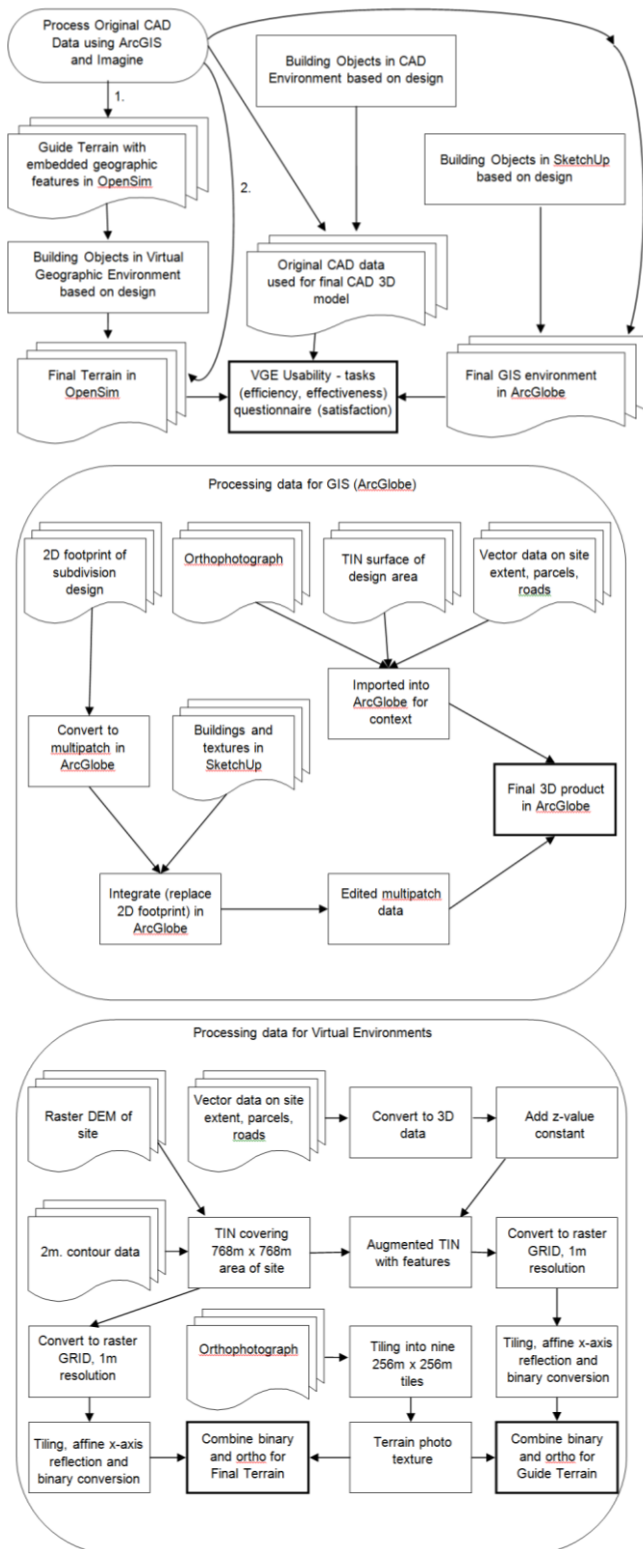 Process Original CAD
Data using ArcGIS
and Imagine
1.
Building Objects in CAD
Environment based on design
Guide Terrain with
embedded geographic
features in OpenSim
2.
Building Objects in SketchUp
based on design
Building Objects in Virtual
Geographic Environment
based on design
Original CAD data
used for final CAD 3D
model
Final Terrain in
OpenSim
VGE Usability - tasks
(efficiency, effectiveness)
questionnaire (satisfaction)
Final GIS environment
in ArcGlobe
Processing data for GIS (ArcGlobe)
2D footprint of
subdivision
design
Orthophotograph
TIN surface of
design area
Vector data on site
extent, parcels,
roads
Imported into
ArcGlobe for
context
Convert to
multipatch in
ArcGlobe
Buildings and
textures in
SketchUp
Final 3D product
in ArcGlobe
Integrate (replace
2D footprint) in
ArcGlobe
Edited multipatch
data
Processing data for Virtual Environments
Raster DEM of
site
Vector data on site
extent, parcels,
roads
Convert to 3D
data
Add z-value
constant
2m. contour data
TIN covering
768m x 768m
area of site
Augmented TIN
with features
Convert to raster
GRID, 1m
resolution
Convert to raster
GRID, 1m
resolution
Orthophotograph
Tiling into nine
256m x 256m
tiles
Tiling, affine x-axis
reflection and
binary conversion
Tiling, affine x-axis
reflection and
binary conversion
Combine binary
and ortho for
Final Terrain
Terrain photo
texture
Combine binary
and ortho for
Guide Terrain